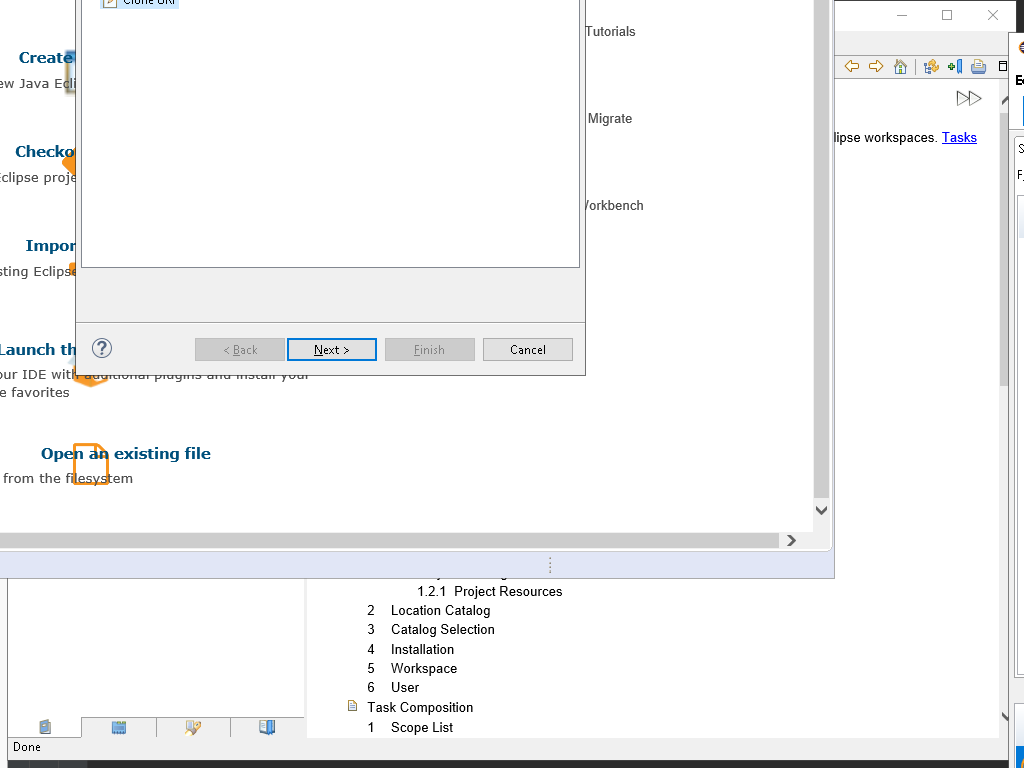 Clone URI
Tutorials
Create
ew Java Ecli
Migrate
lipse workspaces. Tasks
Checko
Eclipse proje
Workbench
Impor
sting Eclipse
Launch th
< Back
Next >
Finish
Cancel
our IDE with additional plugins and install your
e favorites
Open an existing file
from the filesystem
1.2.1 Project Resources
2 Location Catalog
3 Catalog Selection
4 Installation
5 Workspace
6 User
Task Composition
1 Scope List
Done